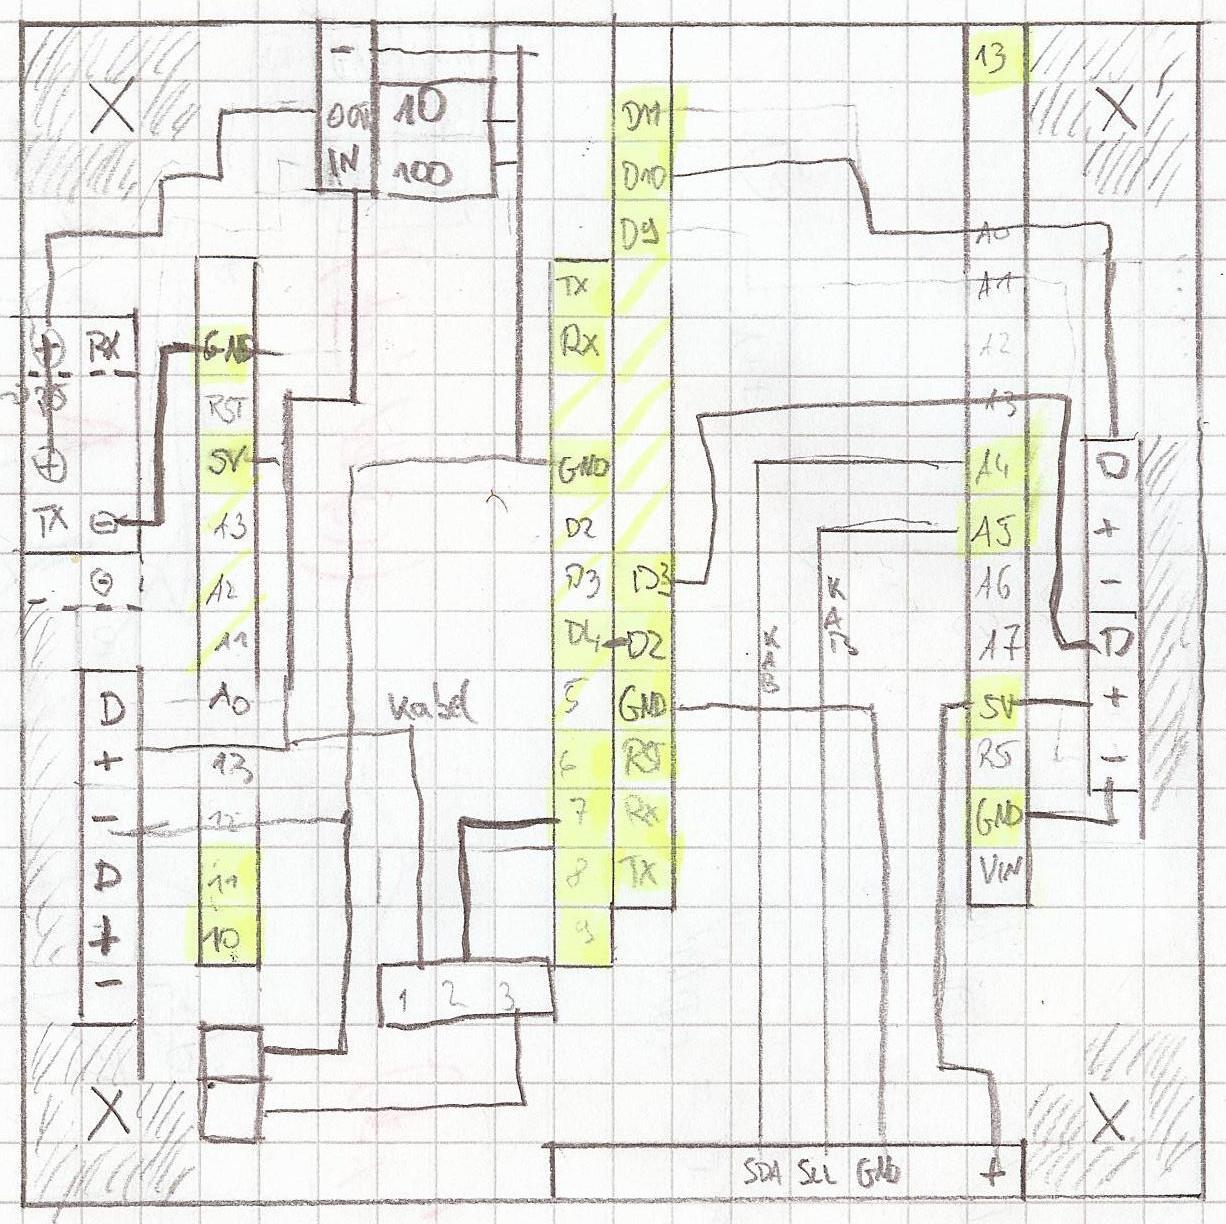 -
OUT
IN
10
100
X
13
X
D11
D10
D9
A0
A1
A2
A3
A4
A5
A6
A7
5V
RST
GND
VIN
TX
RX
GND
D2
D3
D4
5
6
7
8
9
D3
D2
GND
RST
RX
TX
GND
RST
5V
A3
A2
A1
A0
13
12
11
10
+ RX
+
TX -
D
+
-
D
+
-
D
+
-
D
+
-
Kabel
KAB
KAB
1 2 3
X
X
SDA SCL GND +